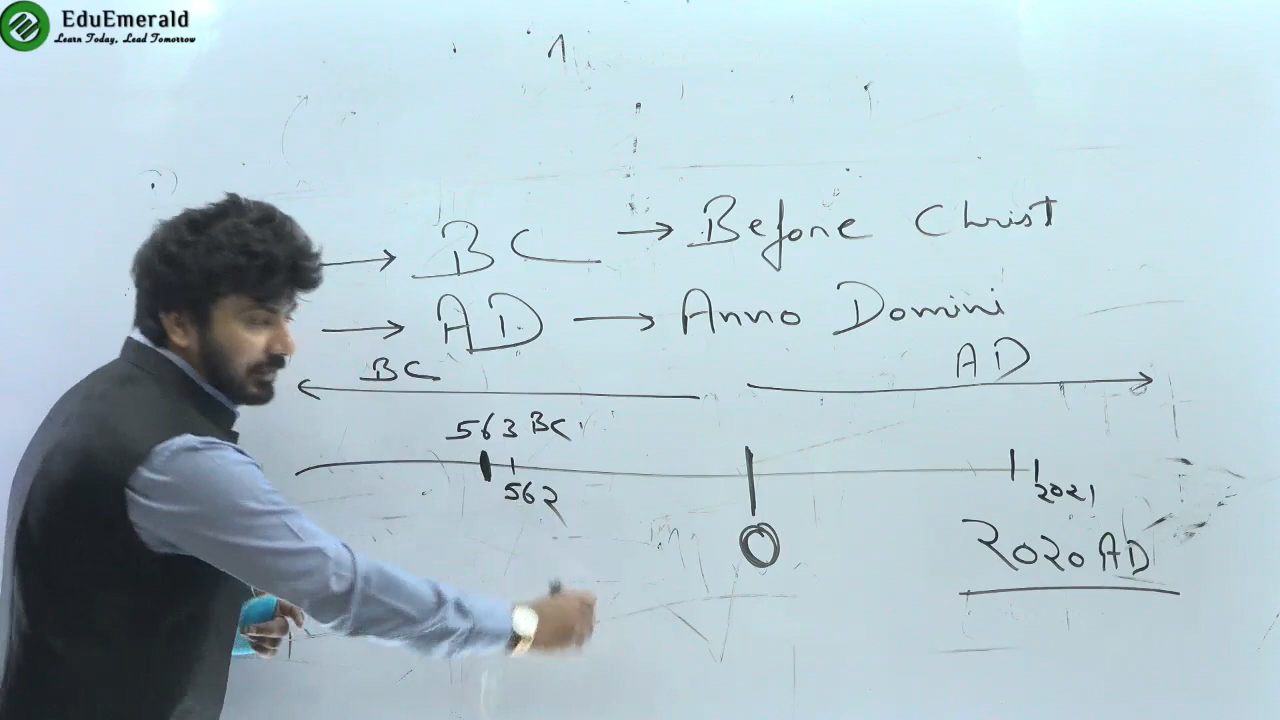 EduEmerald
Learn Today, Lead Tomorrow
→ BC → Before Christ
→ AD → Anno Domini
BC
AD
563 BC
562
2021
0
2020 AD